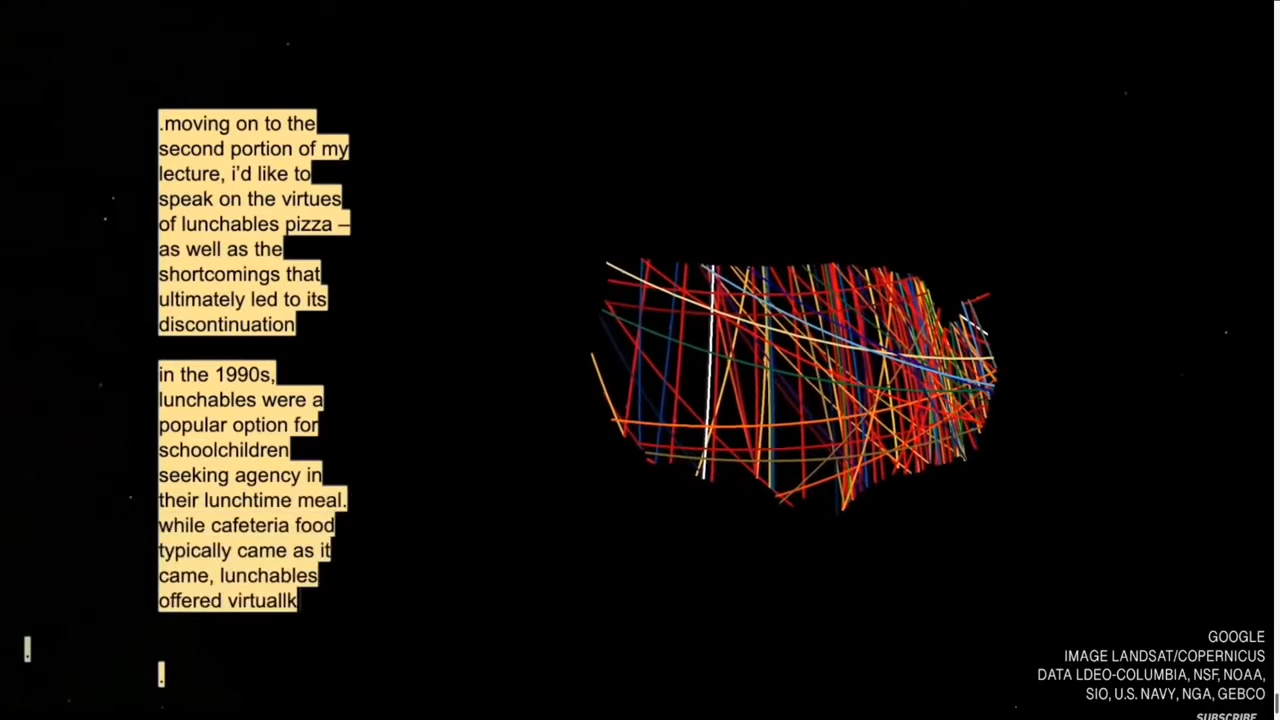 .moving on to the
second portion of my
lecture, i'd like to
speak on the virtues
of lunchables pizza –
as well as the
shortcomings that
ultimately led to its
discontinuation
in the 1990s,
lunchables were a
popular option for
schoolchildren
seeking agency in
their lunchtime meal.
while cafeteria food
typically came as it
came, lunchables
offered virtuallk
.
.
GOOGLE
IMAGE LANDSAT/COPERNICUS
DATA LDEO-COLUMBIA, NSF, NOAA,
SIO, U.S. NAVY, NGA, GEBCO
SUBSCRIBE